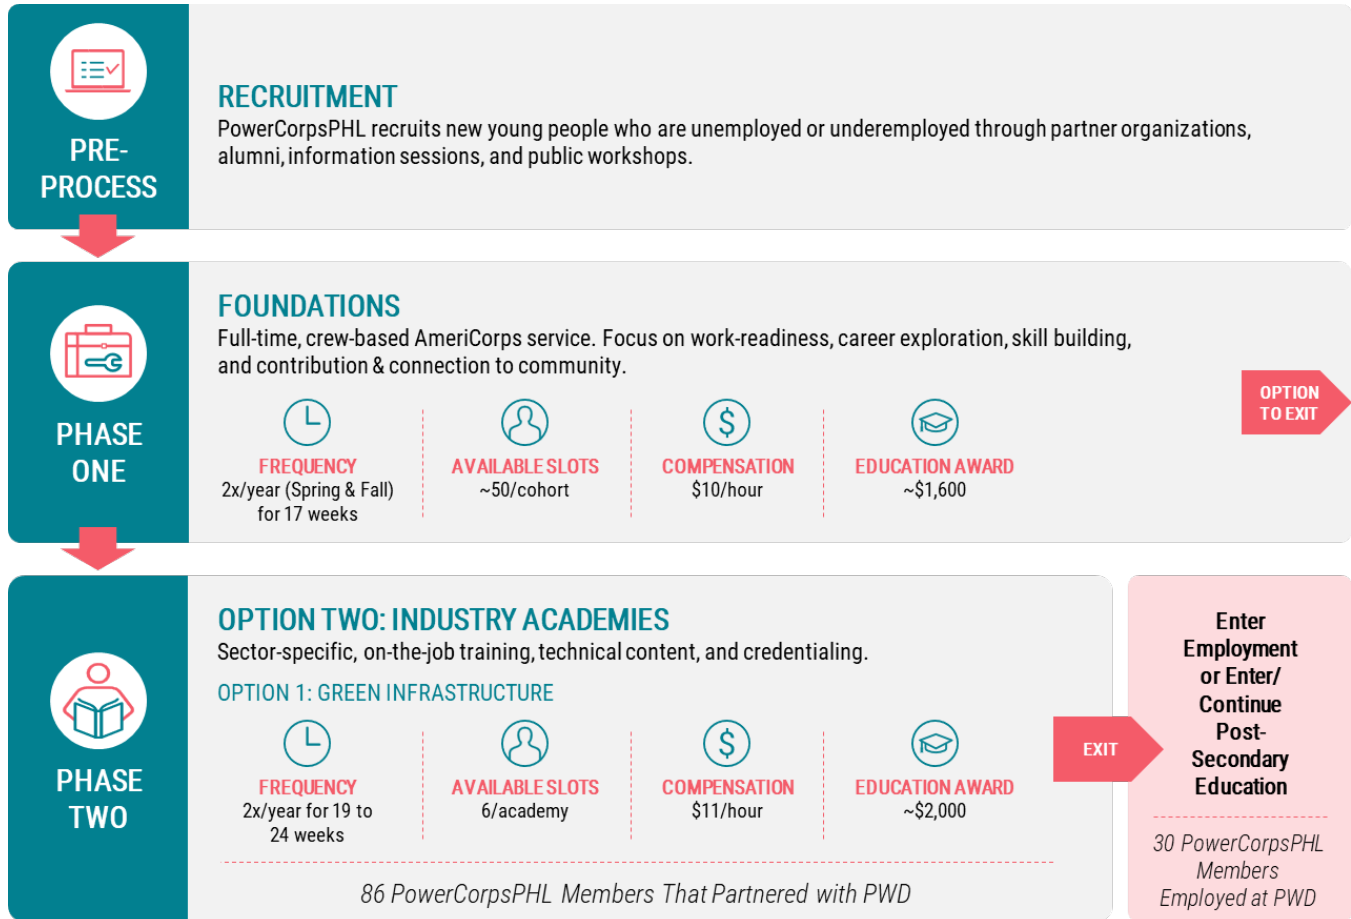 PRE-
PROCESS
RECRUITMENT
PowerCorpsPHL recruits new young people who are unemployed or underemployed through partner organizations,
alumni, information sessions, and public workshops.
PHASE
ONE
FOUNDATIONS
Full-time, crew-based AmeriCorps service. Focus on work-readiness, career exploration, skill building,
and contribution & connection to community.
FREQUENCY
2x/year (Spring & Fall)
for 17 weeks
AVAILABLE SLOTS
~50/cohort
COMPENSATION
$10/hour
EDUCATION AWARD
~$1,600
OPTION
TO EXIT
PHASE
TWO
OPTION TWO: INDUSTRY ACADEMIES
Sector-specific, on-the-job training, technical content, and credentialing.
OPTION 1: GREEN INFRASTRUCTURE
FREQUENCY
2x/year for 19 to
24 weeks
AVAILABLE SLOTS
6/academy
COMPENSATION
$11/hour
EDUCATION AWARD
~$2,000
86 PowerCorpsPHL Members That Partnered with PWD
EXIT
Enter
Employment
or Enter/
Continue
Post-
Secondary
Education
30 PowerCorpsPHL
Members
Employed at PWD